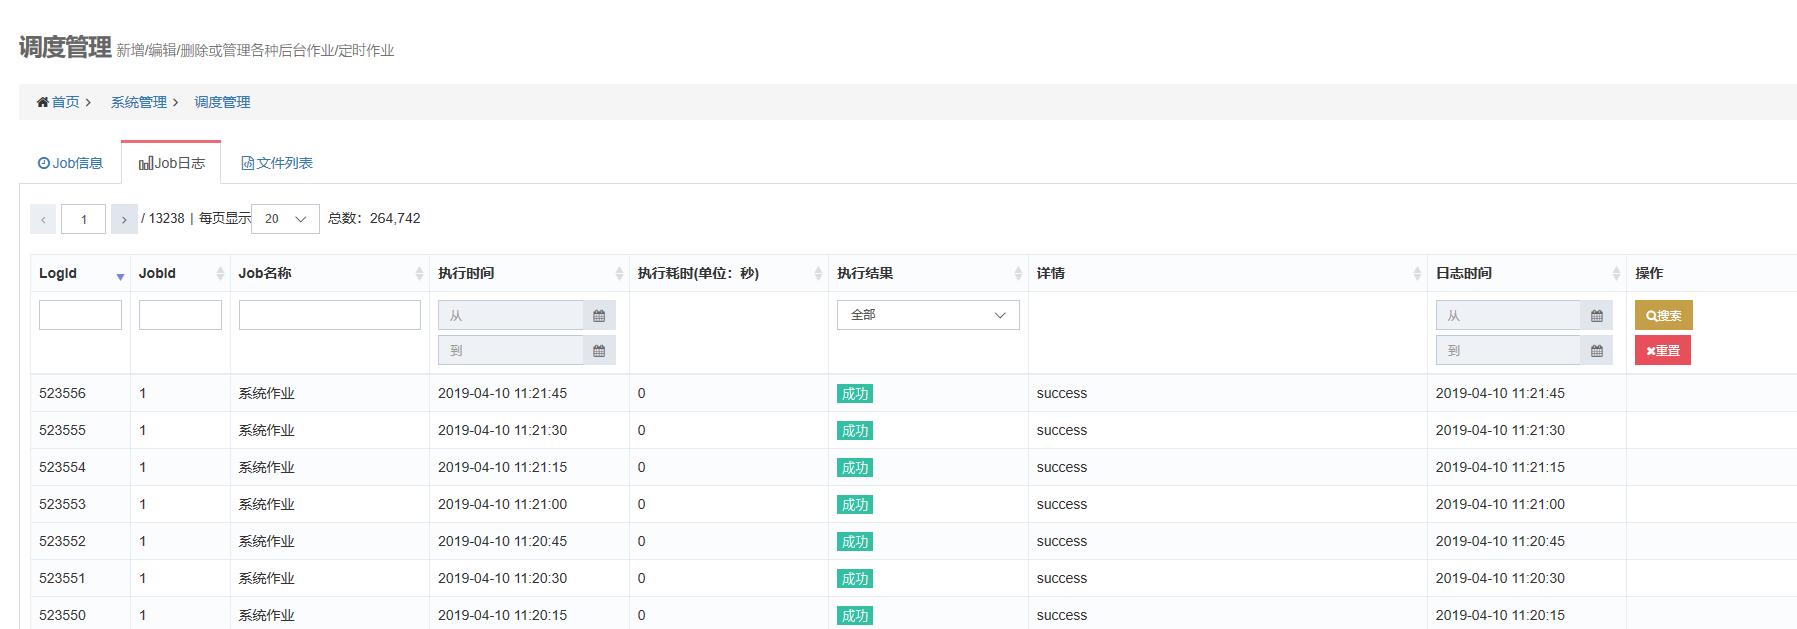 调度管理 新增/编辑/删除或管理各种后台作业/定时作业
首页 > 系统管理 > 调度管理
Job信息 Job日志 文件列表
< 1 > / 13238 | 每页显示 20 总数：264,742
LogId JobId Job名称 执行时间 执行耗时(单位：秒) 执行结果 详情 日志时间 操作
从 全部 从 搜索
到 到 重置
523556 1 系统作业 2019-04-10 11:21:45 0 成功 success 2019-04-10 11:21:45
523555 1 系统作业 2019-04-10 11:21:30 0 成功 success 2019-04-10 11:21:30
523554 1 系统作业 2019-04-10 11:21:15 0 成功 success 2019-04-10 11:21:15
523553 1 系统作业 2019-04-10 11:21:00 0 成功 success 2019-04-10 11:21:00
523552 1 系统作业 2019-04-10 11:20:45 0 成功 success 2019-04-10 11:20:45
523551 1 系统作业 2019-04-10 11:20:30 0 成功 success 2019-04-10 11:20:30
523550 1 系统作业 2019-04-10 11:20:15 0 成功 success 2019-04-10 11:20:15